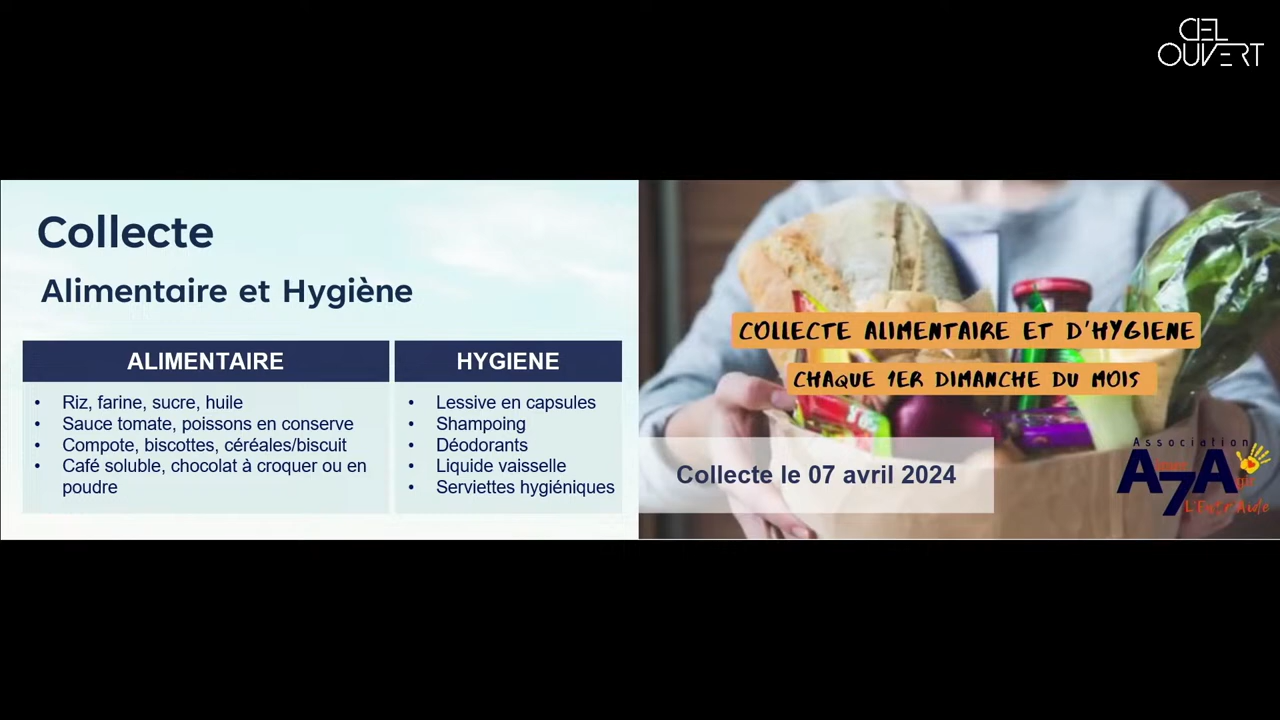 CIEL
OUVERT
Collecte
Alimentaire et Hygiène
ALIMENTAIRE
• Riz, farine, sucre, huile
• Sauce tomate, poissons en conserve
• Compote, biscottes, céréales/biscuit
• Café soluble, chocolat à croquer ou en
poudre
HYGIENE
• Lessive en capsules
• Shampoing
• Déodorants
• Liquide vaisselle
• Serviettes hygiéniques
COLLECTE ALIMENTAIRE ET D'HYGIENE
CHAQUE 1ER DIMANCHE DU MOIS
Collecte le 07 avril 2024
Association
A7A
L'Entr'Aide